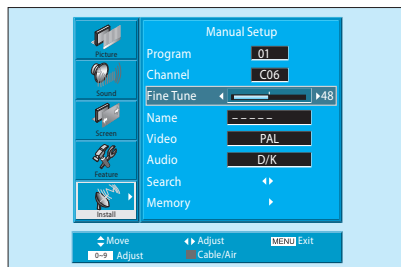 Manual Setup
Picture
Program 01
Channel C06
Sound
Fine Tune 48
Name – – – – –
Screen
Video PAL
Audio D/K
Feature
Search
Memory
Install
Move Adjust MENU Exit
0~9 Adjust Cable/Air